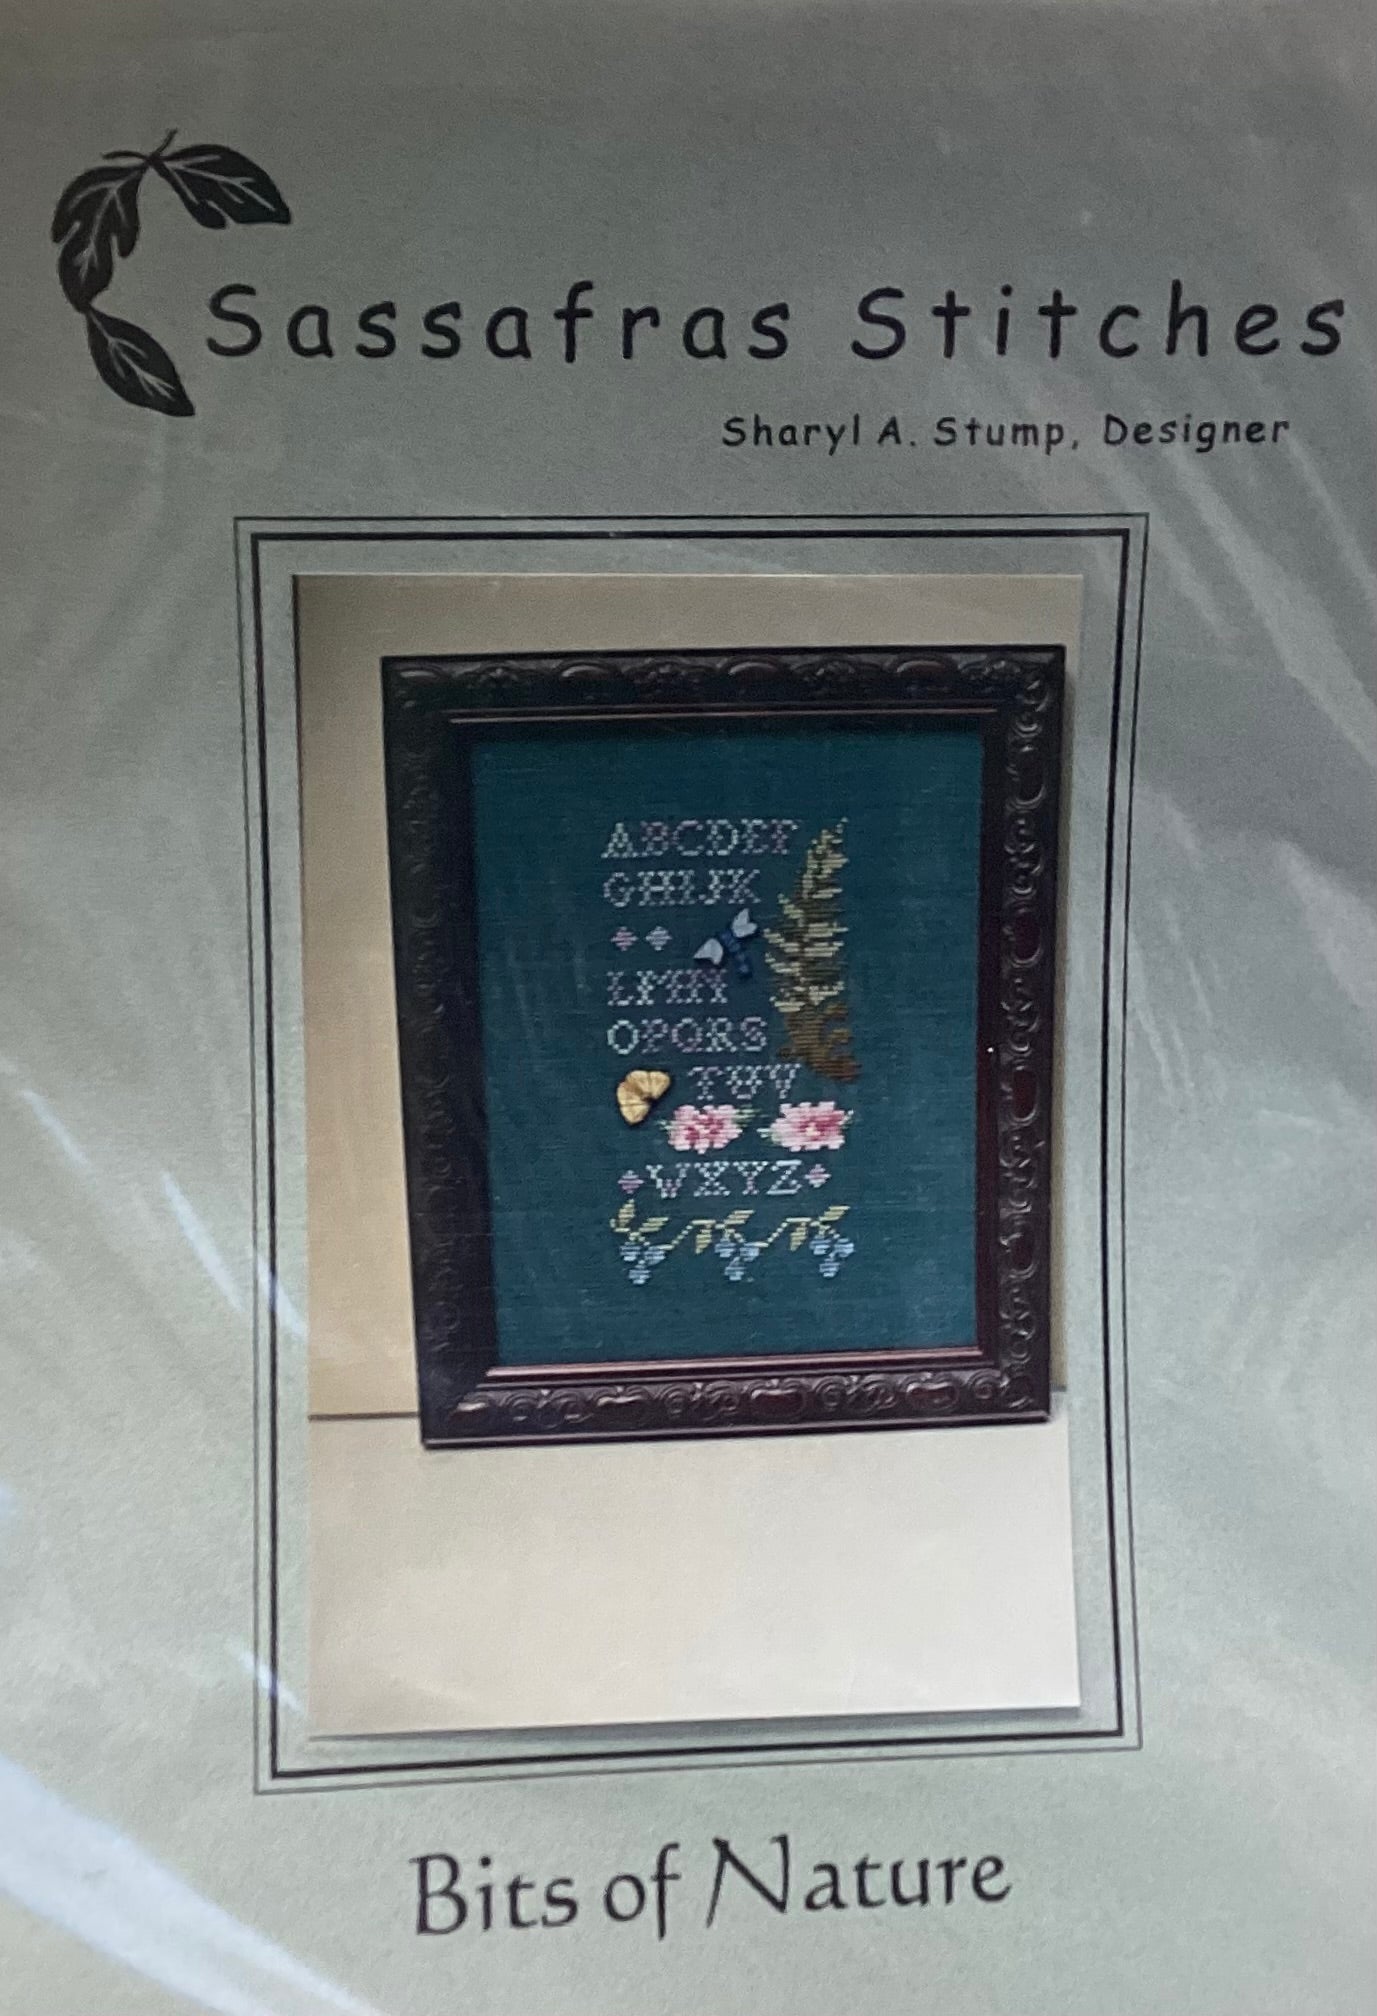 Sassafras Stitches
Sharyl A. Stump, Designer
ABCDEF
GHIJK
LMN
OPQRS
TUV
WXYZ
Bits of Nature